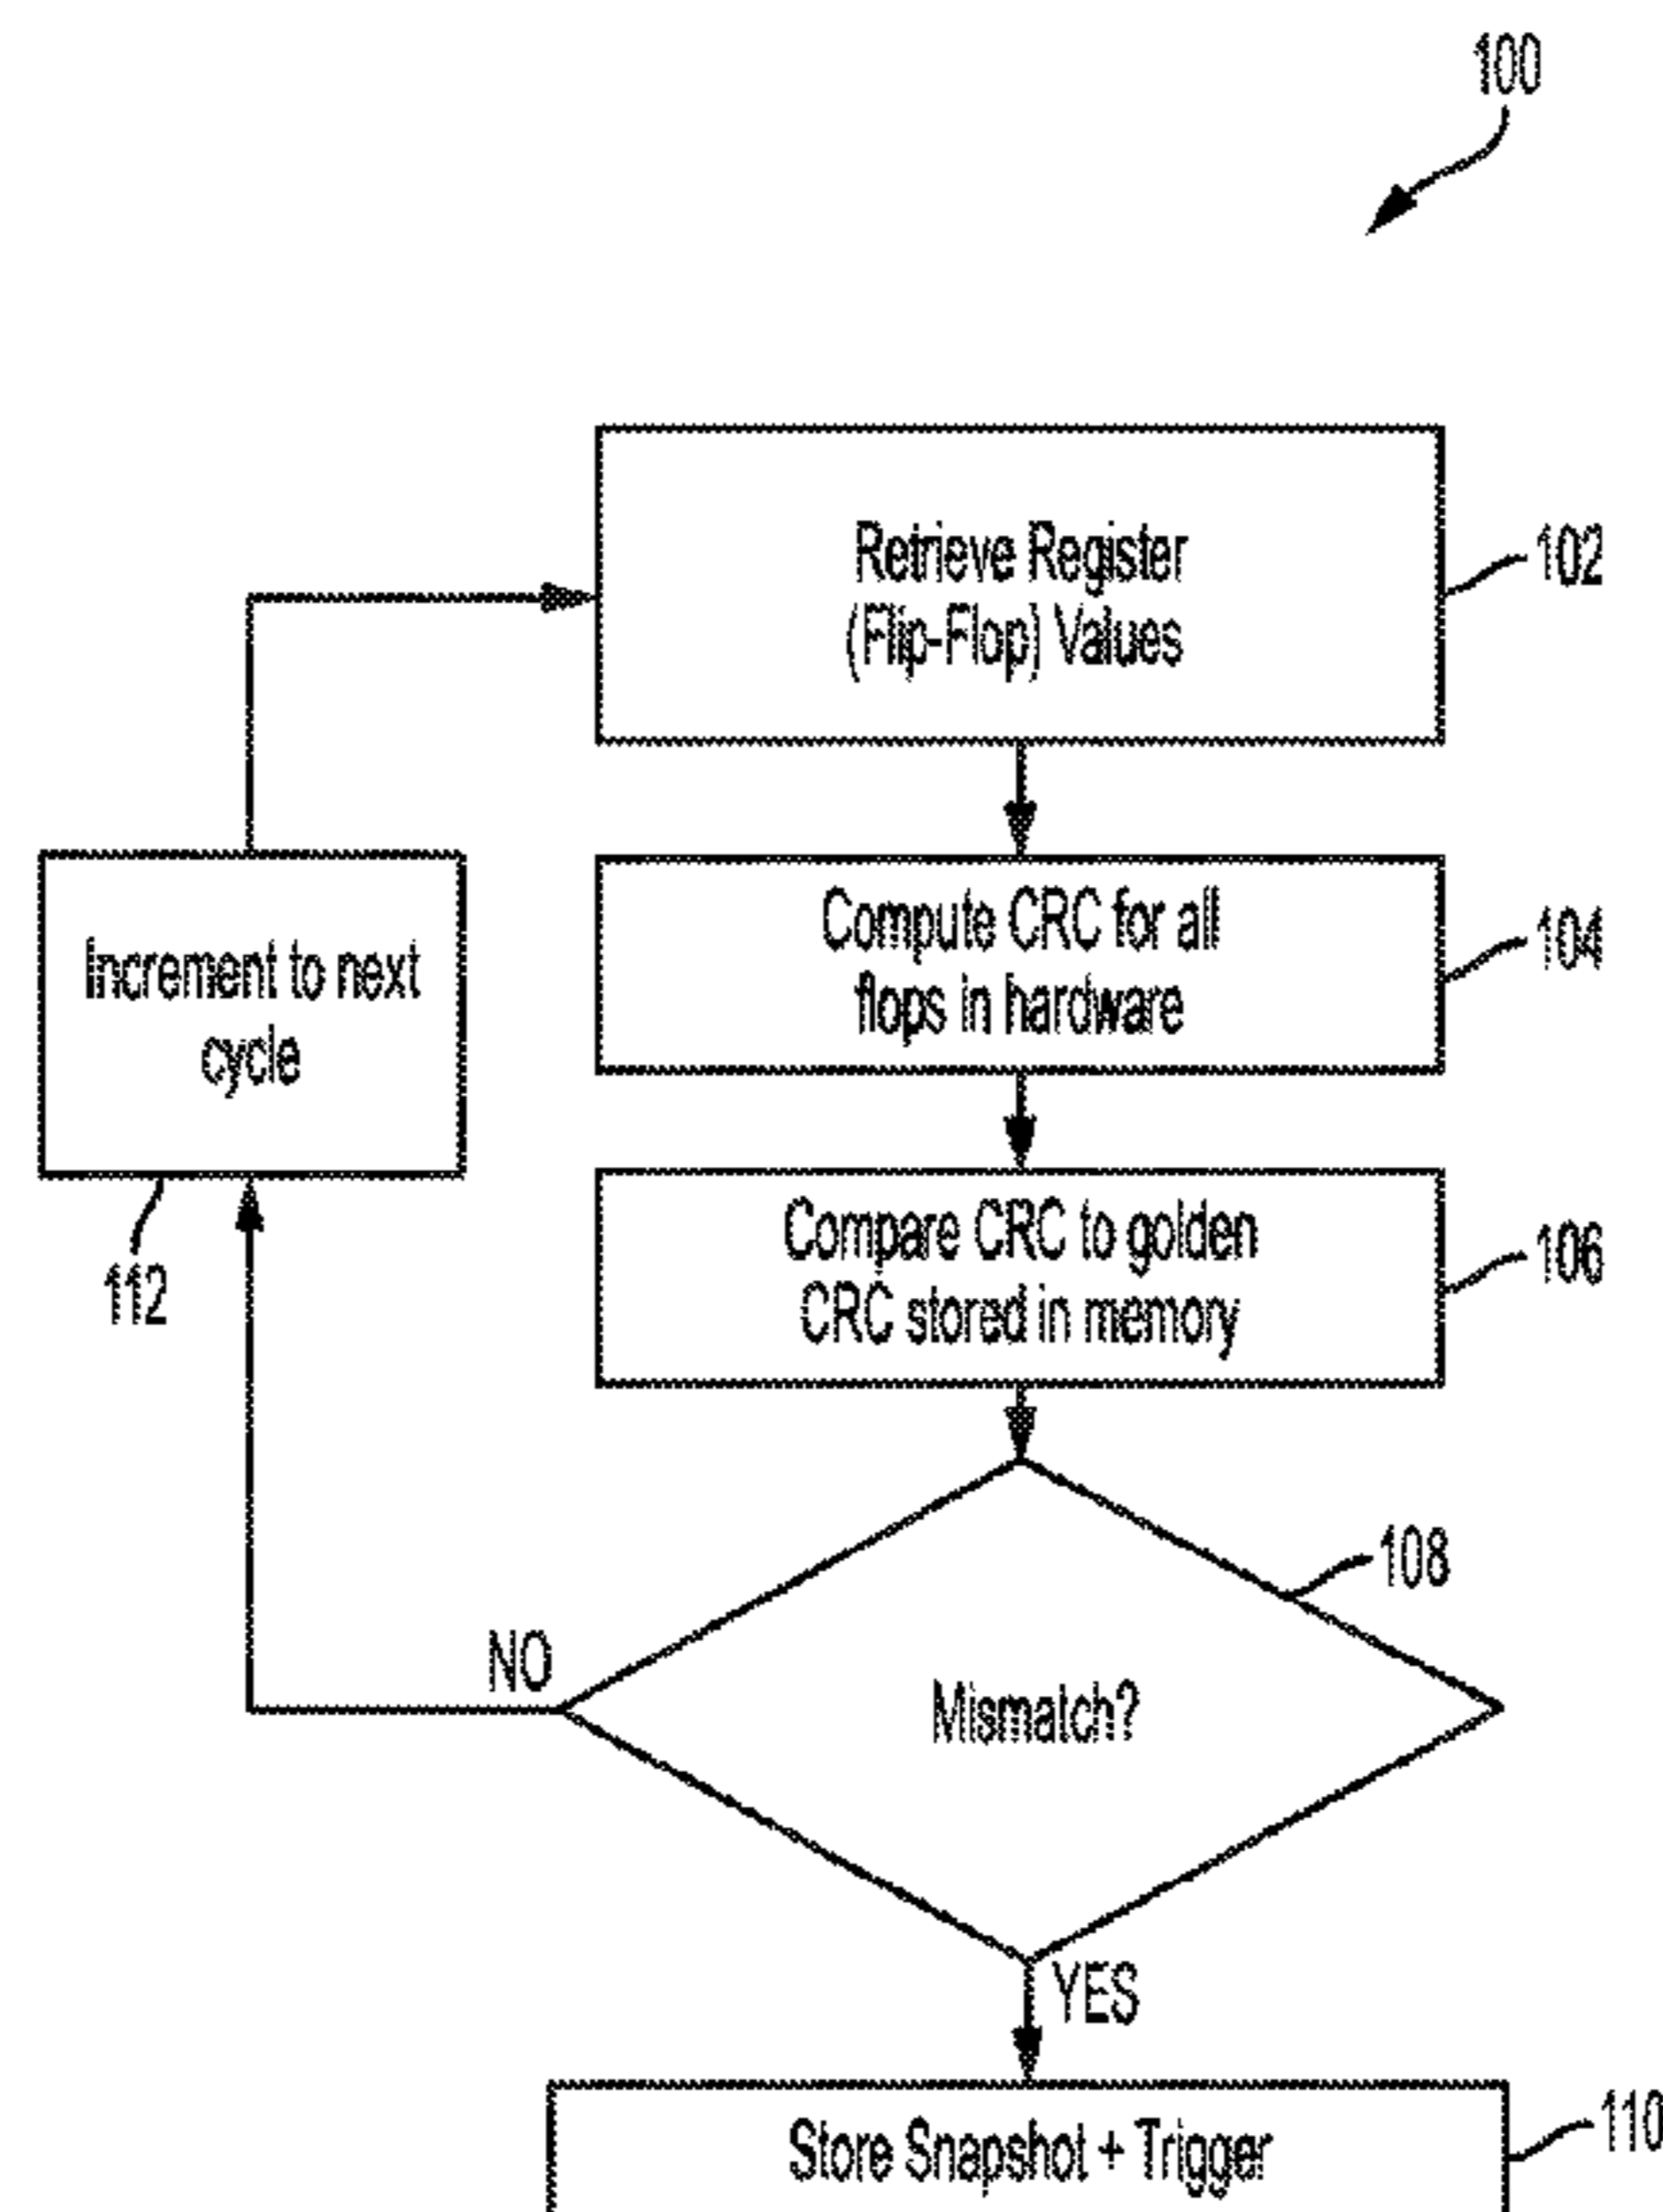 100
Retrieve Register
(Flip-Flop) Values
102
Compute CRC for all
flops in hardware
104
Increment to next
cycle
112
Compare CRC to golden
CRC stored in memory
106
108
Mismatch?
NO
YES
Store Snapshot + Trigger
110